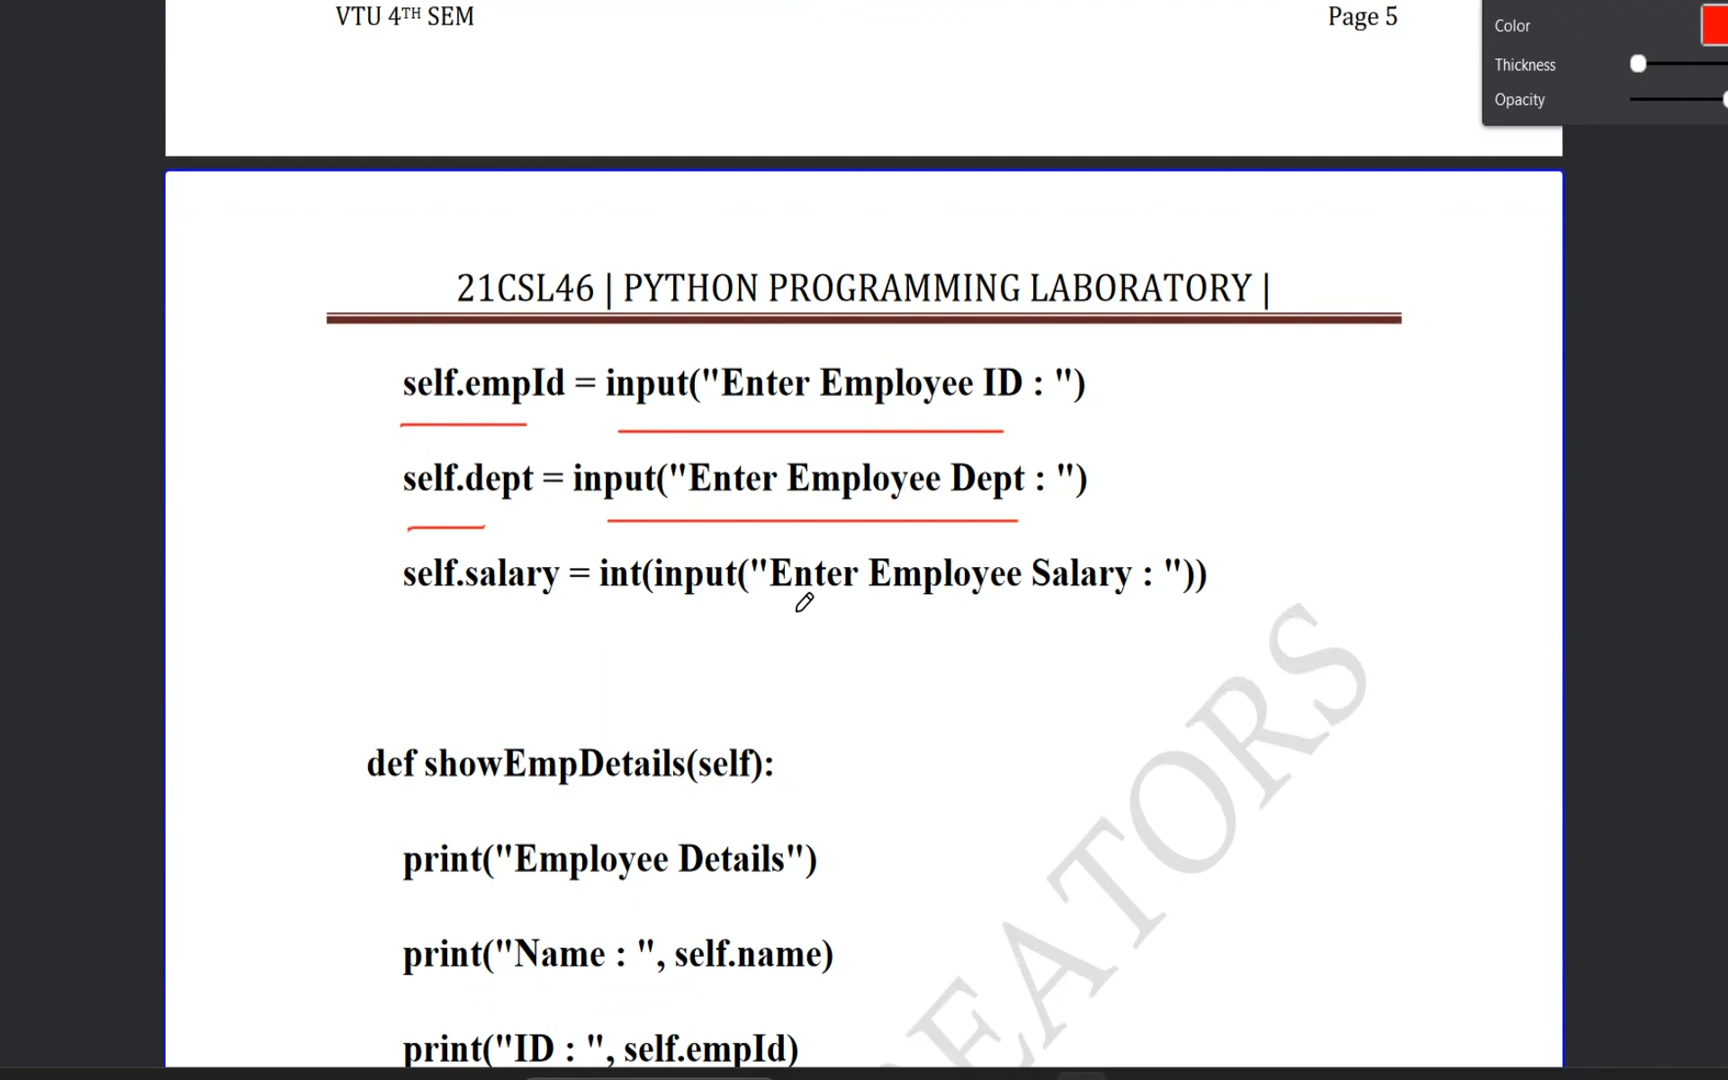 VTU 4TH SEM Page 5
Color
Thickness
Opacity
21CSL46 | PYTHON PROGRAMMING LABORATORY |
self.empId = input("Enter Employee ID : ")
self.dept = input("Enter Employee Dept : ")
self.salary = int(input("Enter Employee Salary : "))
def showEmpDetails(self):
print("Employee Details")
print("Name : ", self.name)
print("ID : ", self.empId)
EATORS